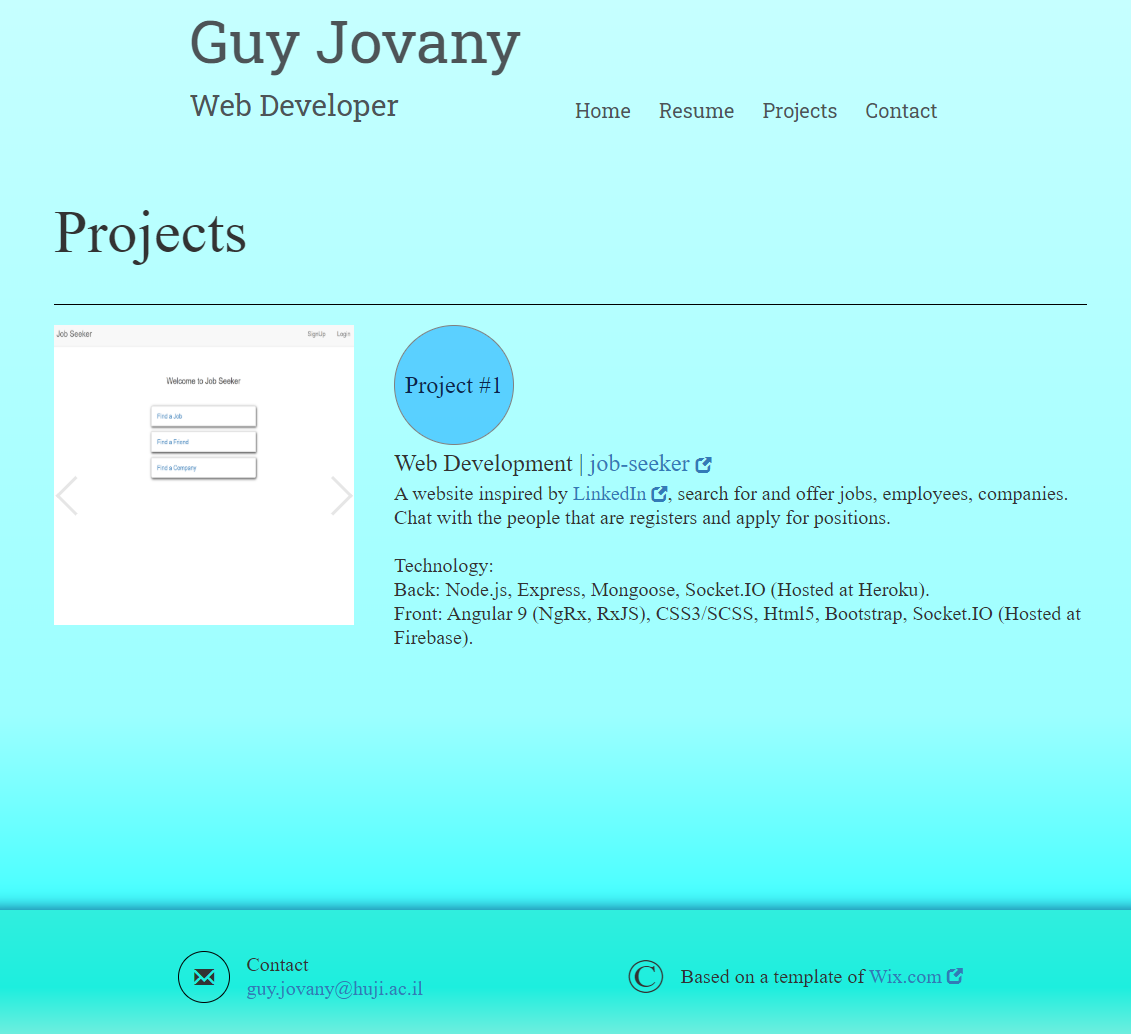 Guy Jovany
Web Developer
Home Resume Projects Contact
Projects
Job Seeker SignUp Login
Welcome to Job Seeker
Find a Job
Find a Friend
Find a Company
Project #1
Web Development | job-seeker
A website inspired by LinkedIn, search for and offer jobs, employees, companies.
Chat with the people that are registers and apply for positions.
Technology:
Back: Node.js, Express, Mongoose, Socket.IO (Hosted at Heroku).
Front: Angular 9 (NgRx, RxJS), CSS3/SCSS, Html5, Bootstrap, Socket.IO (Hosted at
Firebase).
Contact
guy.jovany@huji.ac.il
© Based on a template of Wix.com